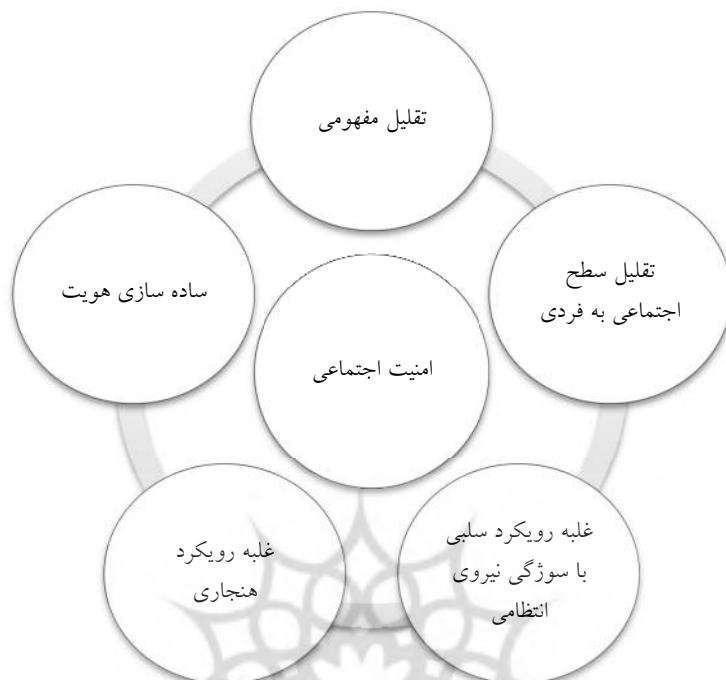 تقلیل مفهومی
تقلیل سطح
اجتماعی به فردی
ساده سازی هویت
امنیت اجتماعی
غلبه رویکرد سلبی
با سوژگی نیروی
انتظامی
غلبه رویکرد
هنجاری